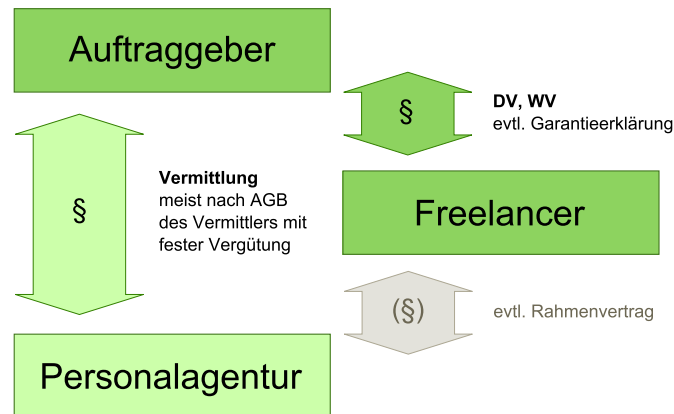 Auftraggeber
§
DV, WV
evtl. Garantieerklärung
§
Vermittlung
meist nach AGB
des Vermittlers mit
fester Vergütung
Freelancer
(§)
evtl. Rahmenvertrag
Personalagentur